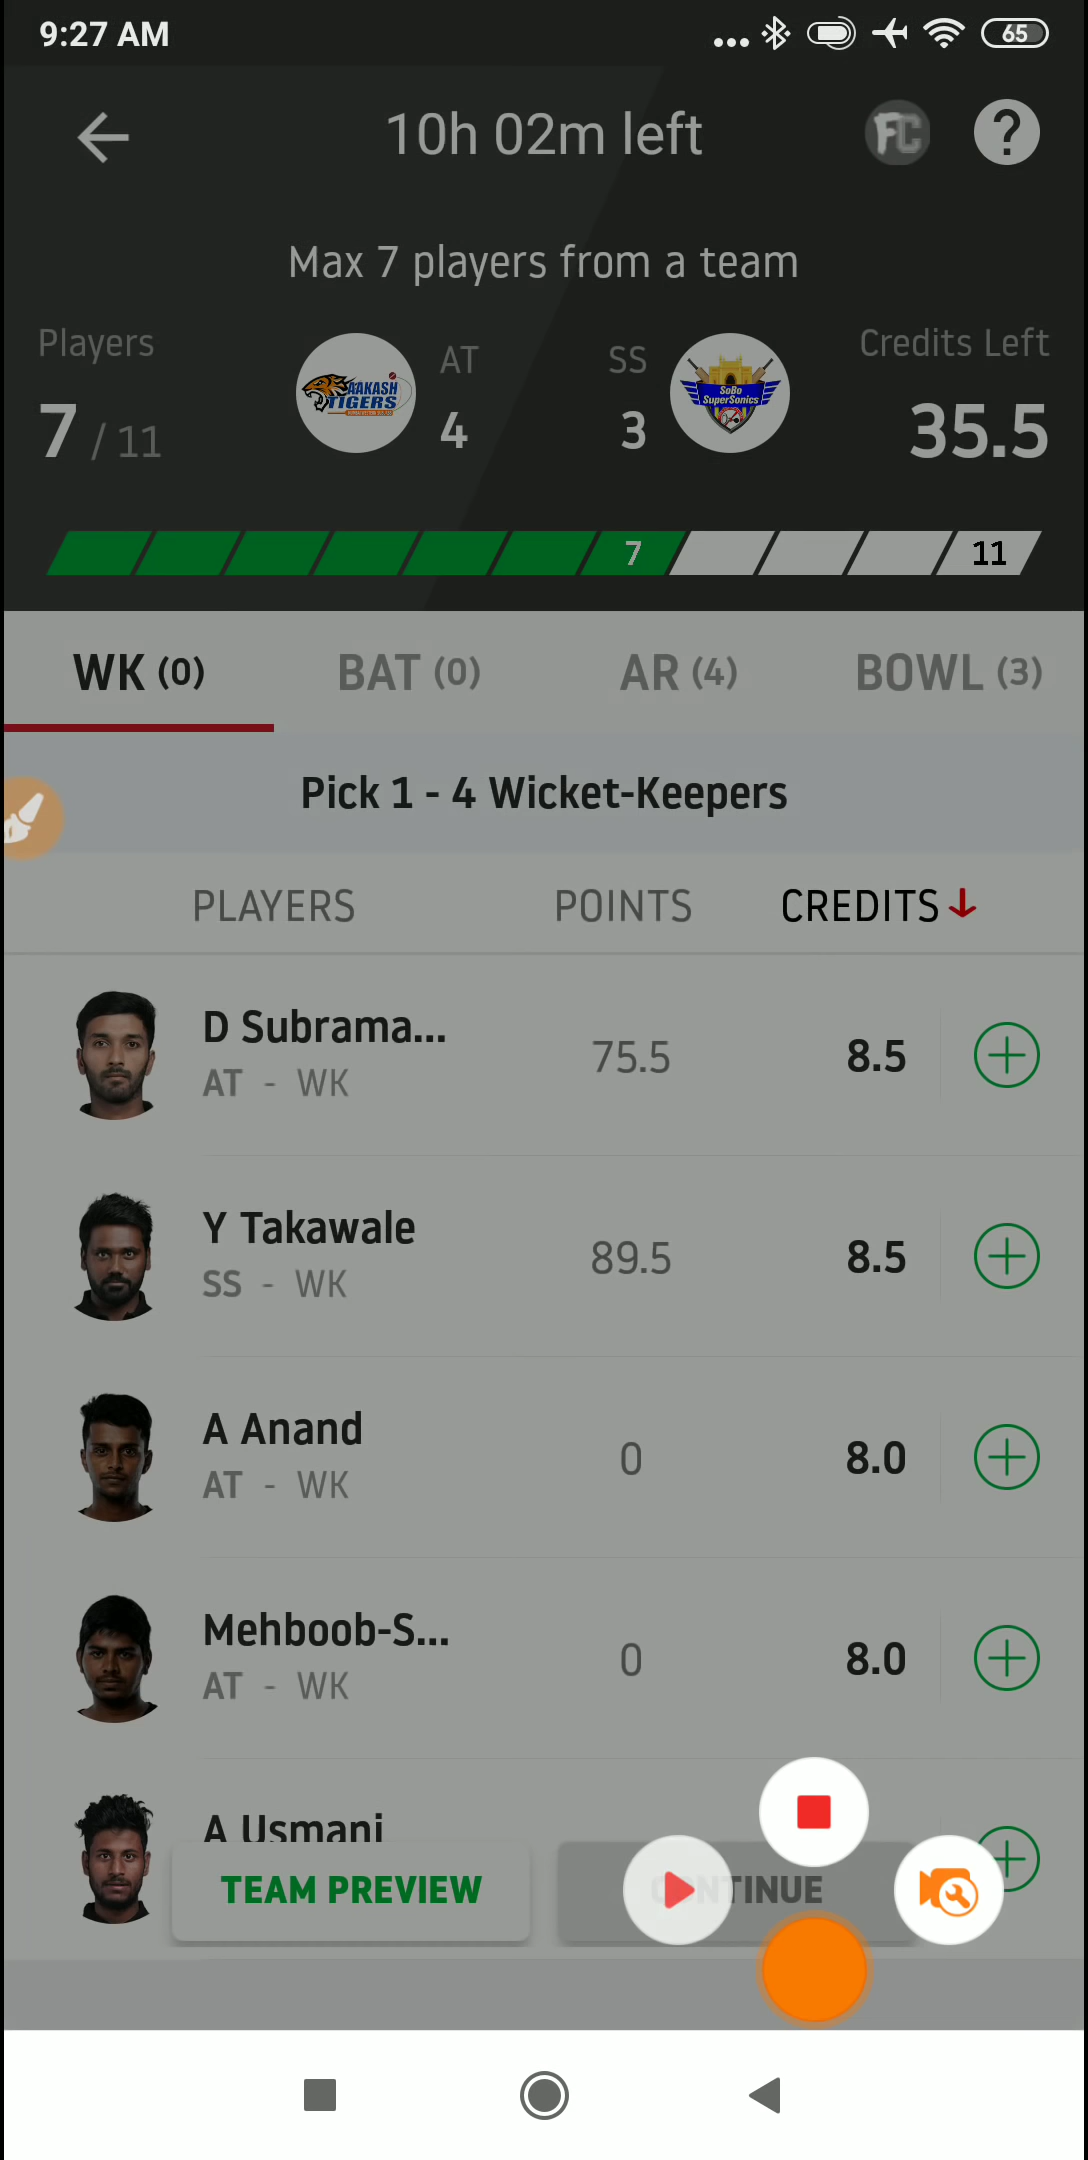 9:27 AM
65
10h 02m left
FC
?
Max 7 players from a team
Players
AT
SS
Credits Left
AAKASH
TIGERS
SoBo
SuperSonics
7 / 11
4
3
35.5
7
11
WK (0)
BAT (0)
AR (4)
BOWL (3)
Pick 1 - 4 Wicket-Keepers
PLAYERS
POINTS
CREDITS
D Subrama...
AT - WK
75.5
8.5
Y Takawale
SS - WK
89.5
8.5
A Anand
AT - WK
0
8.0
Mehboob-S...
AT - WK
0
8.0
A Usmani
TEAM PREVIEW
CONTINUE